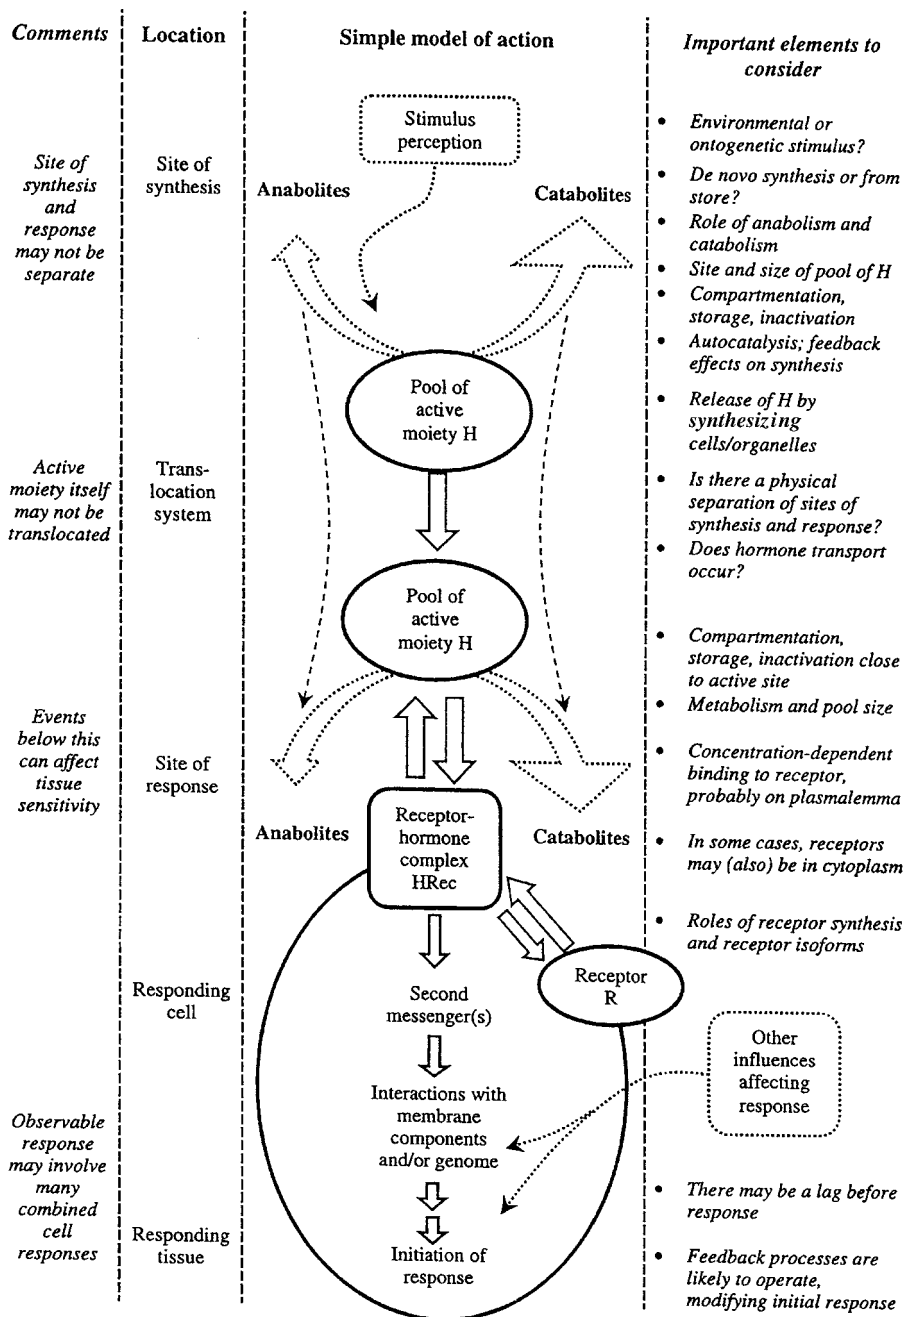 Comments
Location
Simple model of action
Important elements to
consider
Site of
synthesis
and
response
may not be
separate
Active
moiety itself
may not be
translocated
Events
below this
can affect
tissue
sensitivity
Observable
response
may involve
many
combined
cell
responses
Site of
synthesis
Trans-
location
system
Site of
response
Responding
cell
Responding
tissue
Stimulus
perception
Anabolites
Catabolites
Pool of
active
moiety H
Pool of
active
moiety H
Anabolites
Receptor-
hormone
complex
HRec
Catabolites
Receptor
R
Second
messenger(s)
Interactions with
membrane
components
and/or genome
Initiation of
response
Other
influences
affecting
response
• Environmental or
ontogenetic stimulus?
• De novo synthesis or from
store?
• Role of anabolism and
catabolism
• Site and size of pool of H
• Compartmentation,
storage, inactivation
• Autocatalysis; feedback
effects on synthesis
• Release of H by
synthesizing
cells/organelles
• Is there a physical
separation of sites of
synthesis and response?
• Does hormone transport
occur?
• Compartmentation,
storage, inactivation close
to active site
• Metabolism and pool size
• Concentration-dependent
binding to receptor,
probably on plasmalemma
• In some cases, receptors
may (also) be in cytoplasm
• Roles of receptor synthesis
and receptor isoforms
• There may be a lag before
response
• Feedback processes are
likely to operate,
modifying initial response